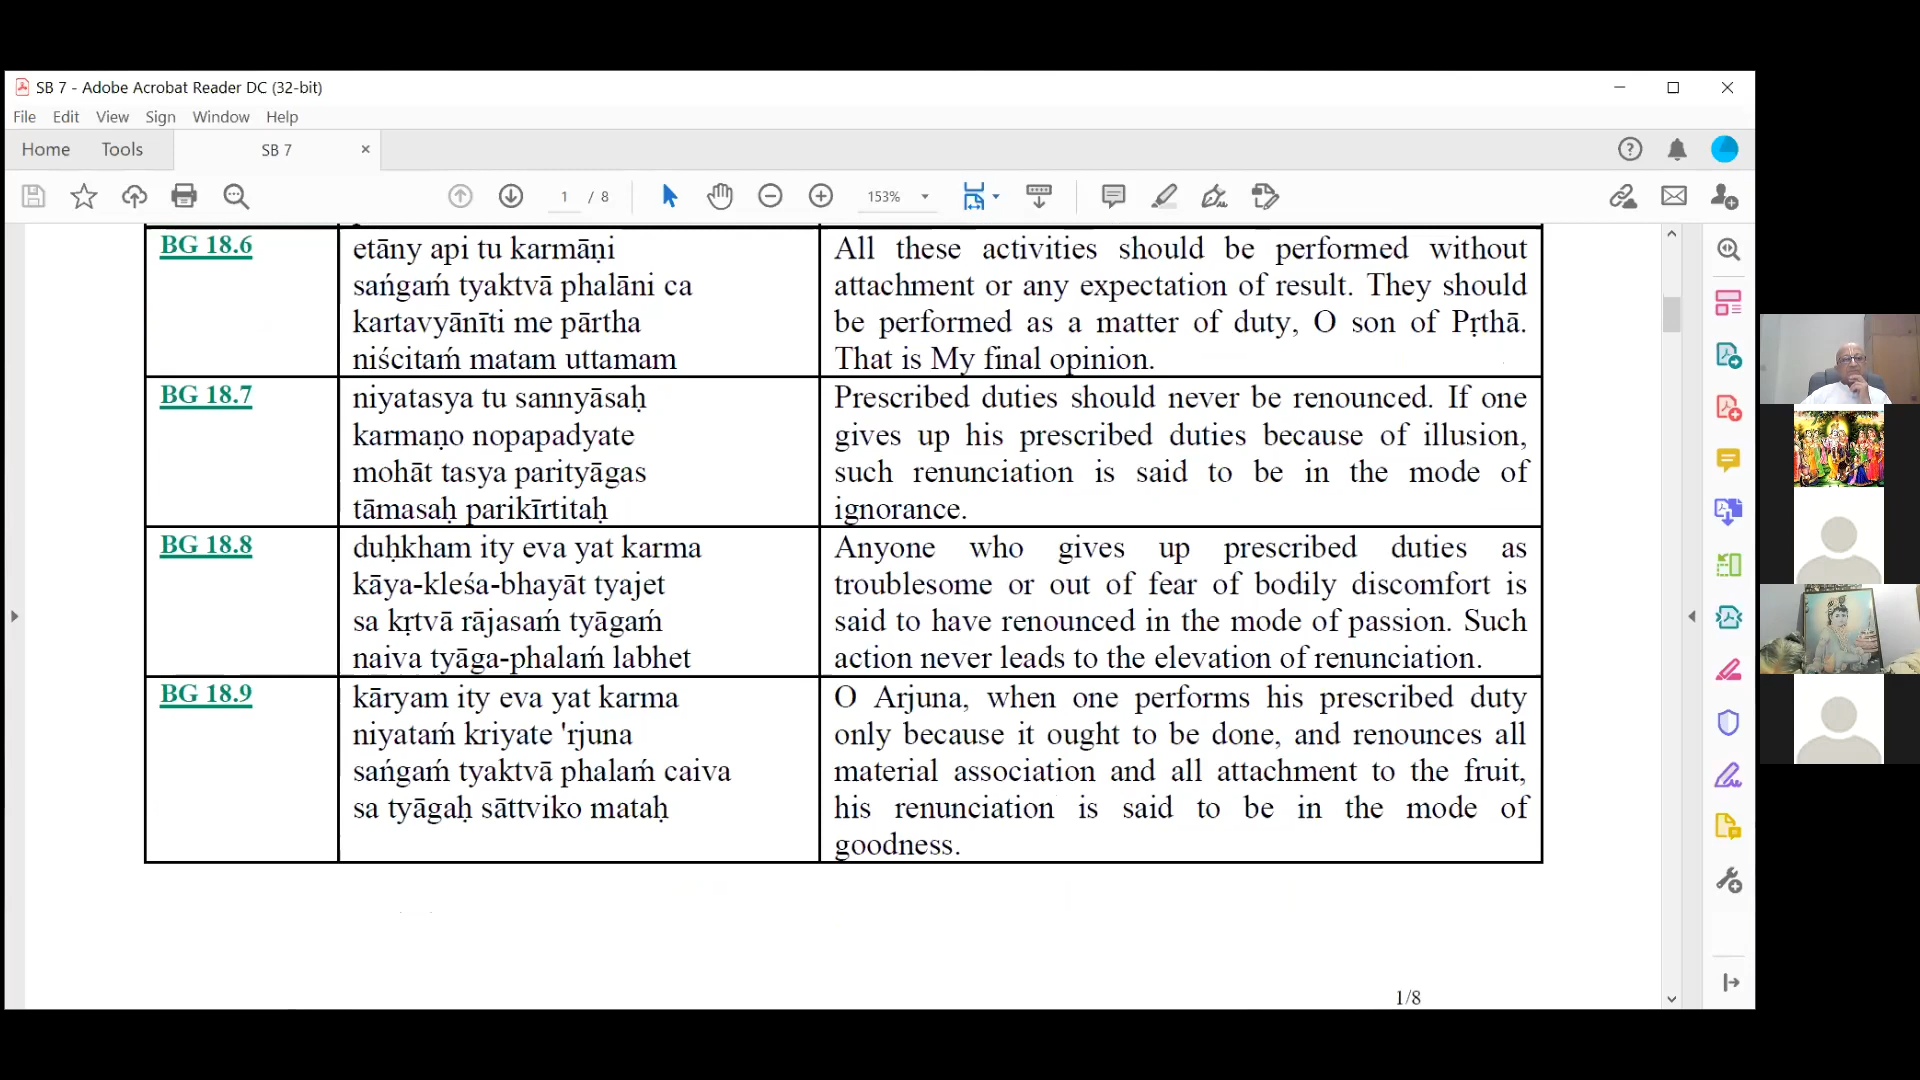 SB 7 - Adobe Acrobat Reader DC (32-bit)
File Edit View Sign Window Help
Home Tools SB 7
1 / 8 153%
BG 18.6
etāny api tu karmāṇi
sańgaḿ tyaktvā phalāni ca
kartavyānīti me pārtha
niścitaḿ matam uttamam
All these activities should be performed without
attachment or any expectation of result. They should
be performed as a matter of duty, O son of Pṛthā.
That is My final opinion.
BG 18.7
niyatasya tu sannyāsaḥ
karmaṇo nopapadyate
mohāt tasya parityāgas
tāmasaḥ parikīrtitaḥ
Prescribed duties should never be renounced. If one
gives up his prescribed duties because of illusion,
such renunciation is said to be in the mode of
ignorance.
BG 18.8
duḥkham ity eva yat karma
kāya-kleśa-bhayāt tyajet
sa kṛtvā rājasaḿ tyāgaḿ
naiva tyāga-phalaḿ labhet
Anyone who gives up prescribed duties as
troublesome or out of fear of bodily discomfort is
said to have renounced in the mode of passion. Such
action never leads to the elevation of renunciation.
BG 18.9
kāryam ity eva yat karma
niyataḿ kriyate 'rjuna
sańgaḿ tyaktvā phalaḿ caiva
sa tyāgaḥ sāttviko mataḥ
O Arjuna, when one performs his prescribed duty
only because it ought to be done, and renounces all
material association and all attachment to the fruit,
his renunciation is said to be in the mode of
goodness.
1/8